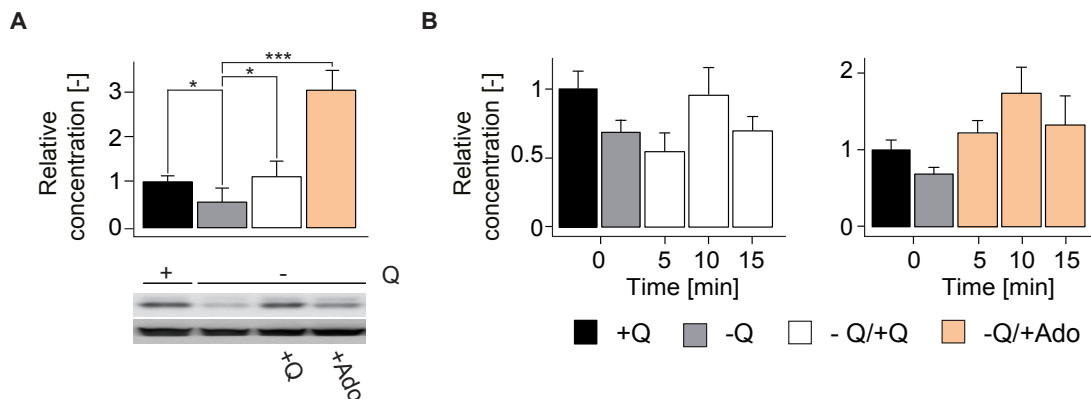 A
Relative
concentration [-]
3
2
1
0
*
*
***
+
-
Q
+Q
+Ado
B
Relative
concentration [-]
1
0.5
0
0
5
10
15
Time [min]
2
1
0
0
5
10
15
Time [min]
+Q
-Q
- Q/+Q
-Q/+Ado